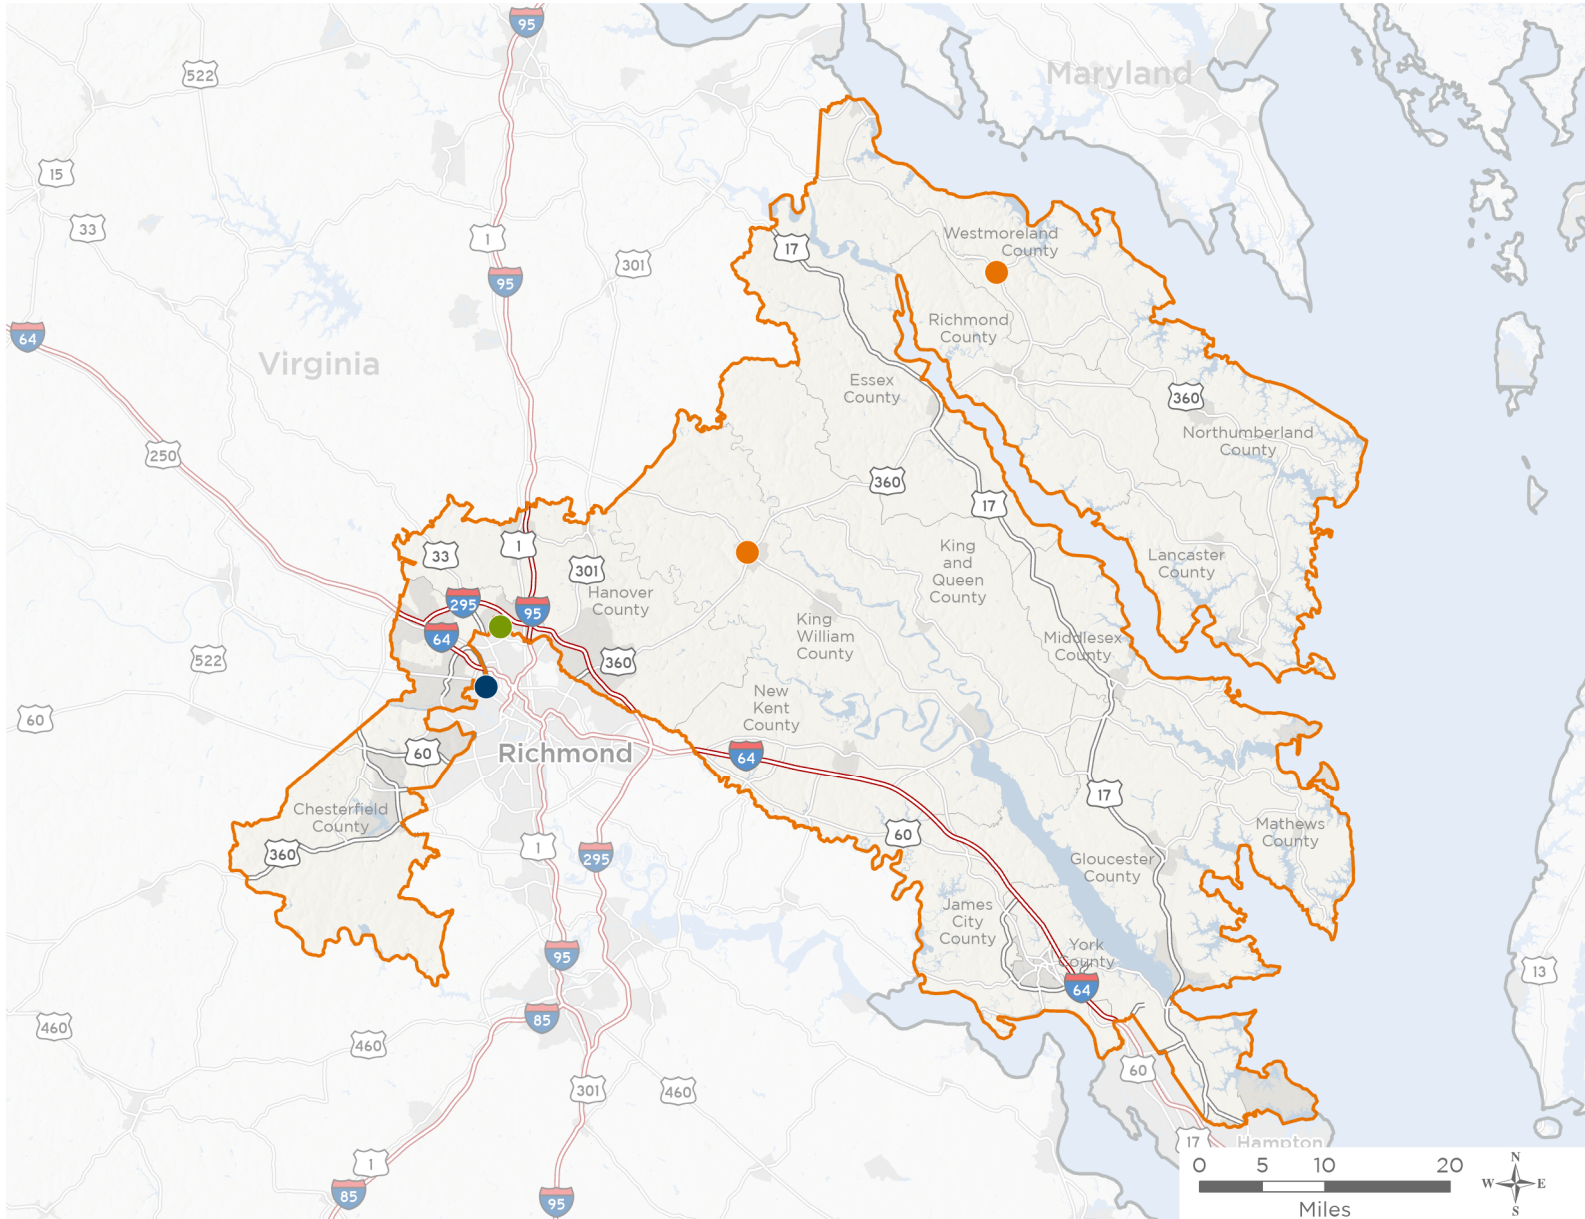 95
Maryland
522
15
33
1
17
Westmoreland
County
301
95
64
Richmond
County
Virginia
Essex
County
360
Northumberland
County
250
360
17
1
33
301
King
and
Queen
County
Lancaster
County
Hanover
County
295
95
64
King
William
County
Middlesex
County
522
360
New
Kent
County
60
60
Richmond
64
17
Chesterfield
County
Mathews
County
60
1
360
295
Gloucester
County
James
City
County
York
County
95
13
64
85
460
460
60
301
460
17
Hampton
1
85
95
0
5
10
20
Miles
N
W
E
S